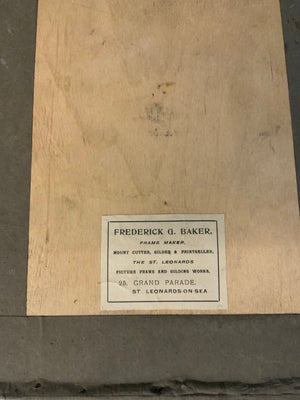 FREDERICK G. BAKER,
FRAME MAKER,
MOUNT CUTTER, GILDER & PRINTSELLER,
THE ST. LEONARDS
PICTURE FRAME AND GILDING WORKS,
25, GRAND PARADE,
ST LEONARDS-ON-SEA